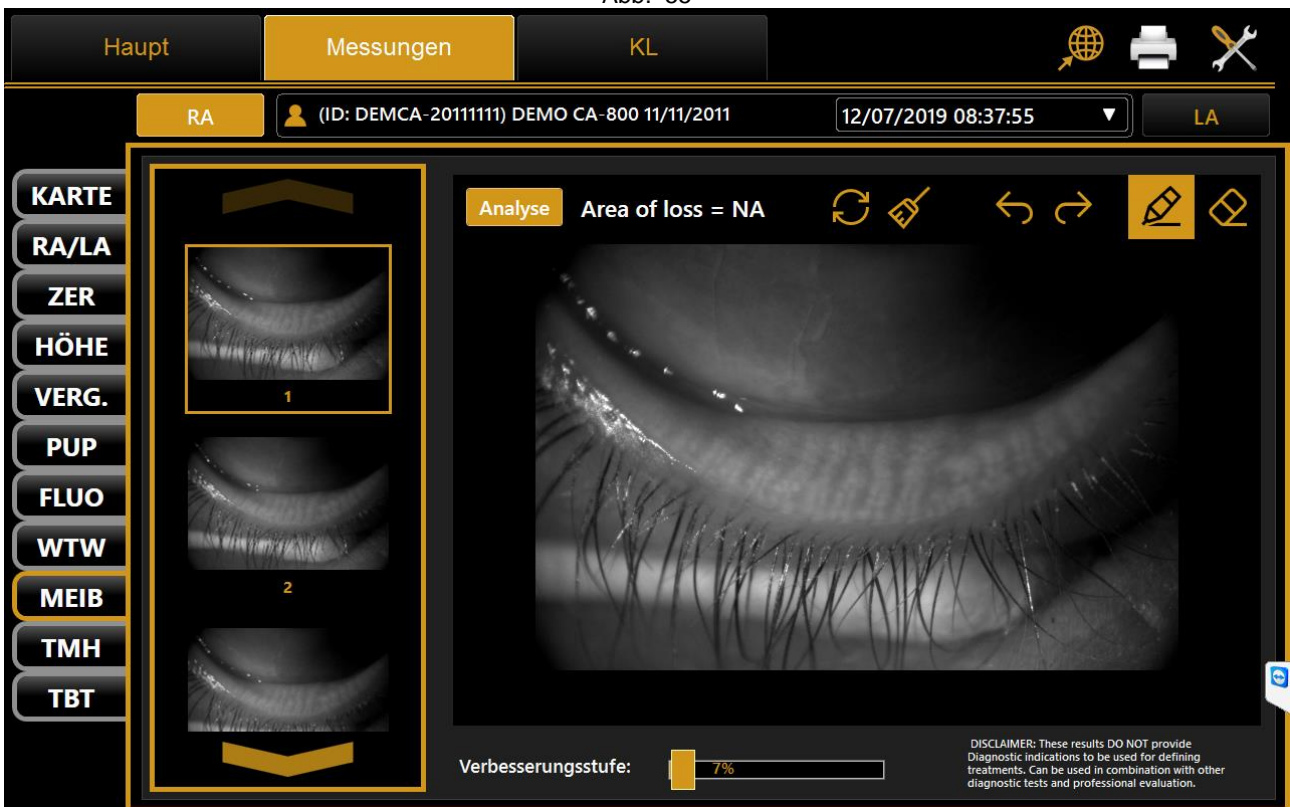 Haupt
Messungen
KL
RA
(ID: DEMCA-20111111) DEMO CA-800 11/11/2011
12/07/2019 08:37:55
LA
KARTE
RA/LA
ZER
HÖHE
VERG.
PUP
FLUO
WTW
MEIB
TMH
TBT
1
2
Analyse
Area of loss = NA
Verbesserungsstufe:
7%
DISCLAIMER: These results DO NOT provide
Diagnostic indications to be used for defining
treatments. Can be used in combination with other
diagnostic tests and professional evaluation.